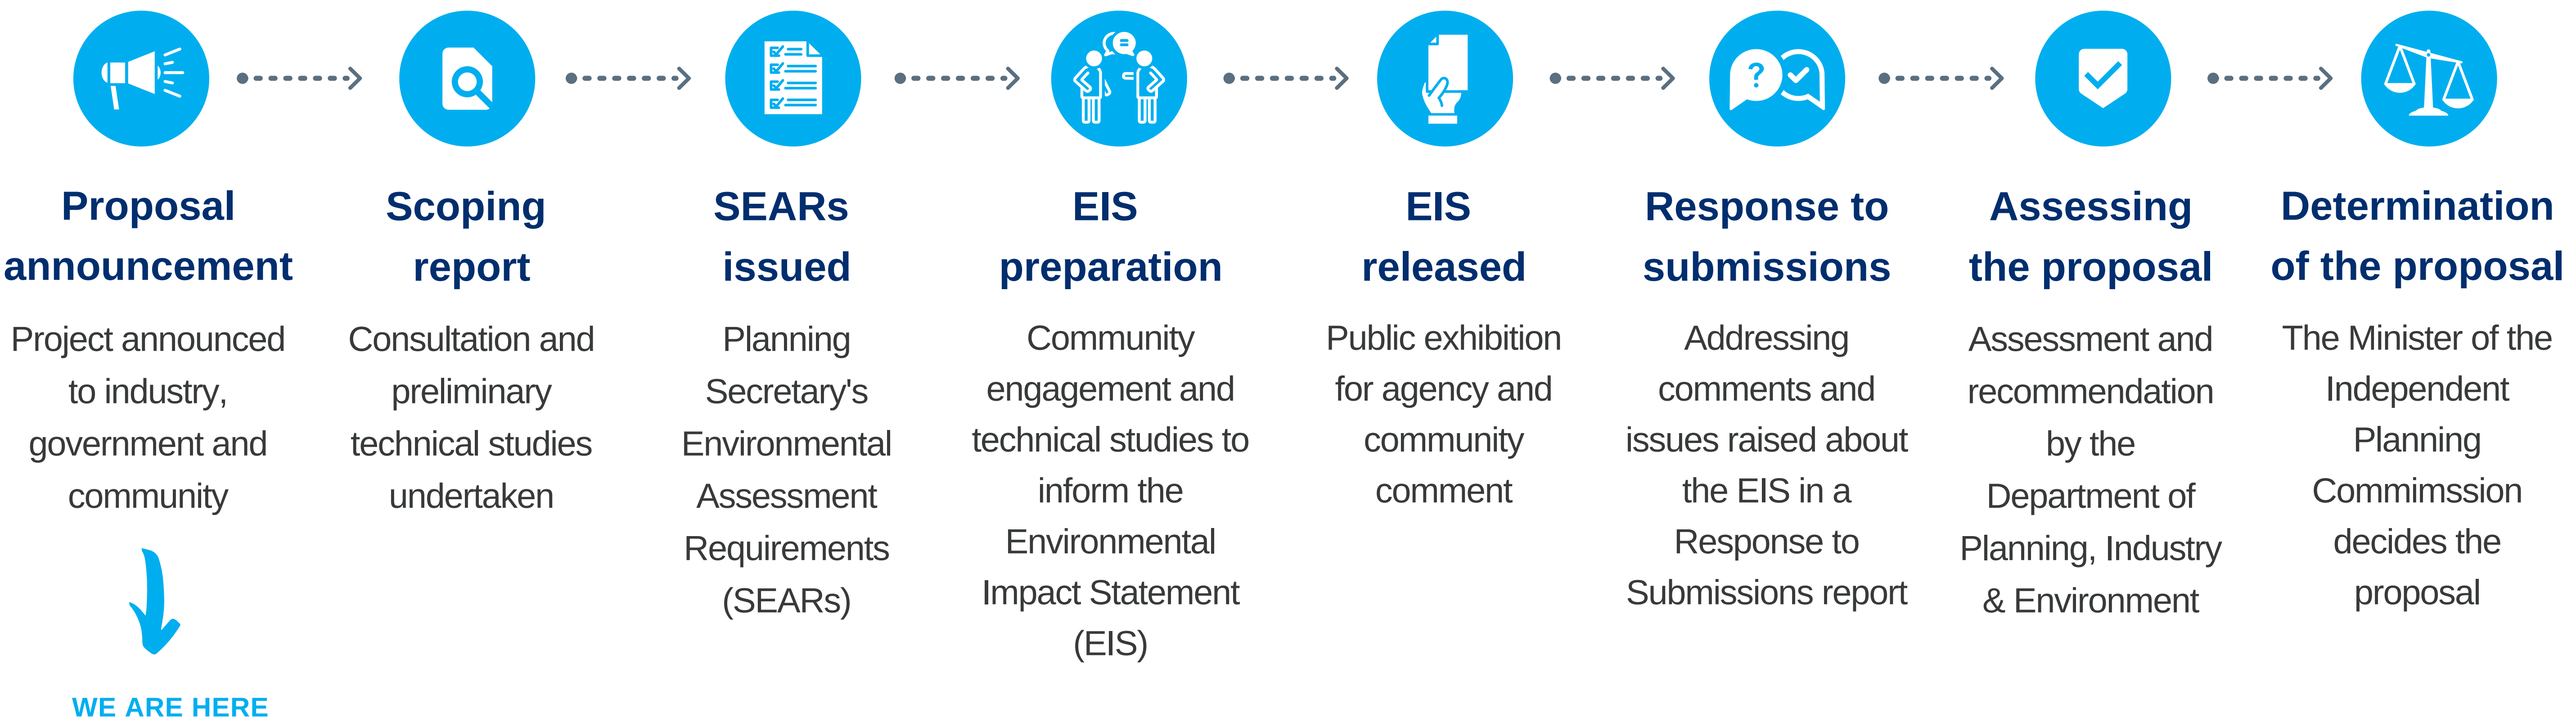 Proposal
announcement
Project announced
to industry,
government and
community
WE ARE HERE
Scoping
report
Consultation and
preliminary
technical studies
undertaken
SEARs
issued
Planning
Secretary's
Environmental
Assessment
Requirements
(SEARs)
EIS
preparation
Community
engagement and
technical studies to
inform the
Environmental
Impact Statement
(EIS)
EIS
released
Public exhibition
for agency and
community
comment
?
Response to
submissions
Addressing
comments and
issues raised about
the EIS in a
Response to
Submissions report
Assessing
the proposal
Assessment and
recommendation
by the
Department of
Planning, Industry
& Environment
Determination
of the proposal
The Minister of the
Independent
Planning
Commimssion
decides the
proposal